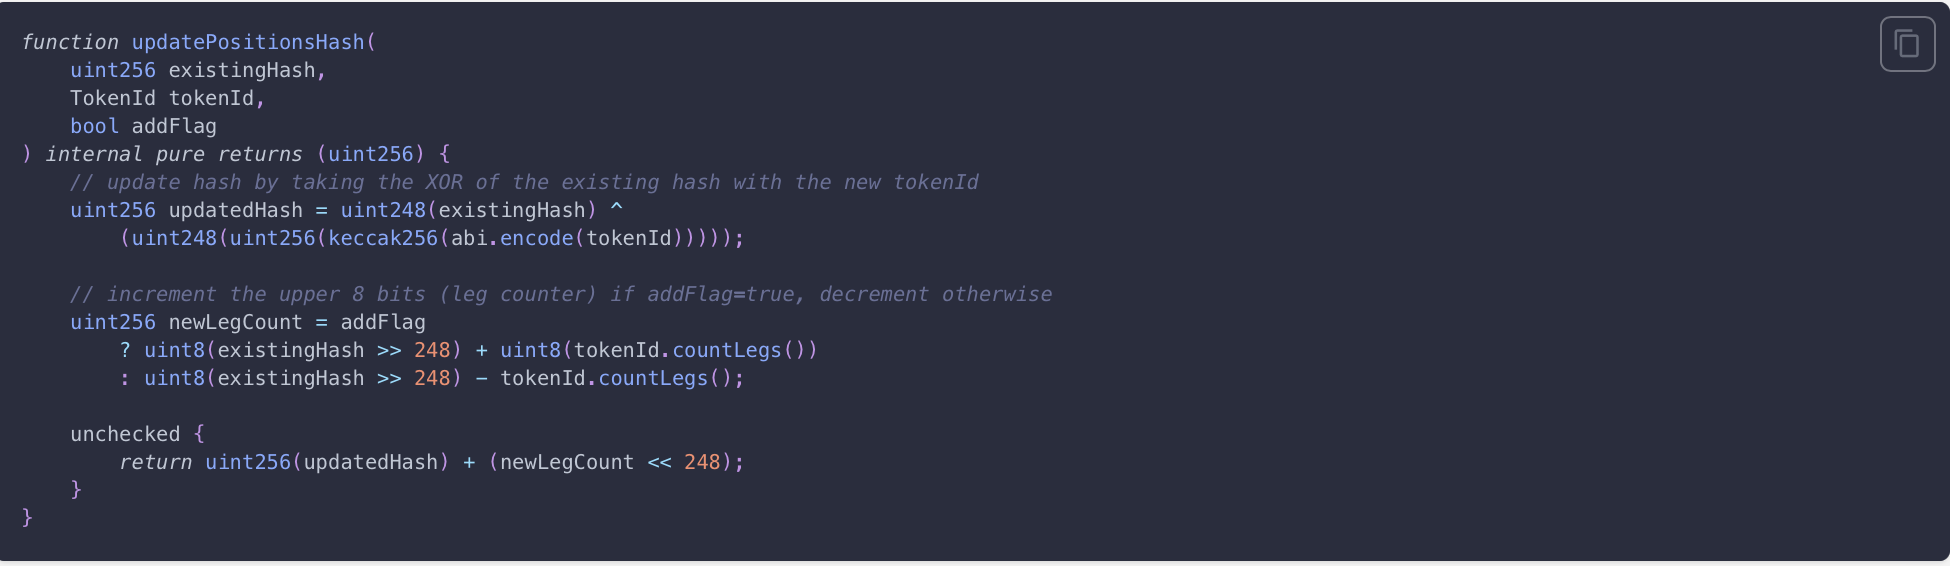 function updatePositionsHash(
    uint256 existingHash,
    TokenId tokenId,
    bool addFlag
) internal pure returns (uint256) {
    // update hash by taking the XOR of the existing hash with the new tokenId
    uint256 updatedHash = uint248(existingHash) ^
        (uint248(uint256(keccak256(abi.encode(tokenId)))));

    // increment the upper 8 bits (leg counter) if addFlag=true, decrement otherwise
    uint256 newLegCount = addFlag
        ? uint8(existingHash >> 248) + uint8(tokenId.countLegs())
        : uint8(existingHash >> 248) - tokenId.countLegs();

    unchecked {
        return uint256(updatedHash) + (newLegCount << 248);
    }
}